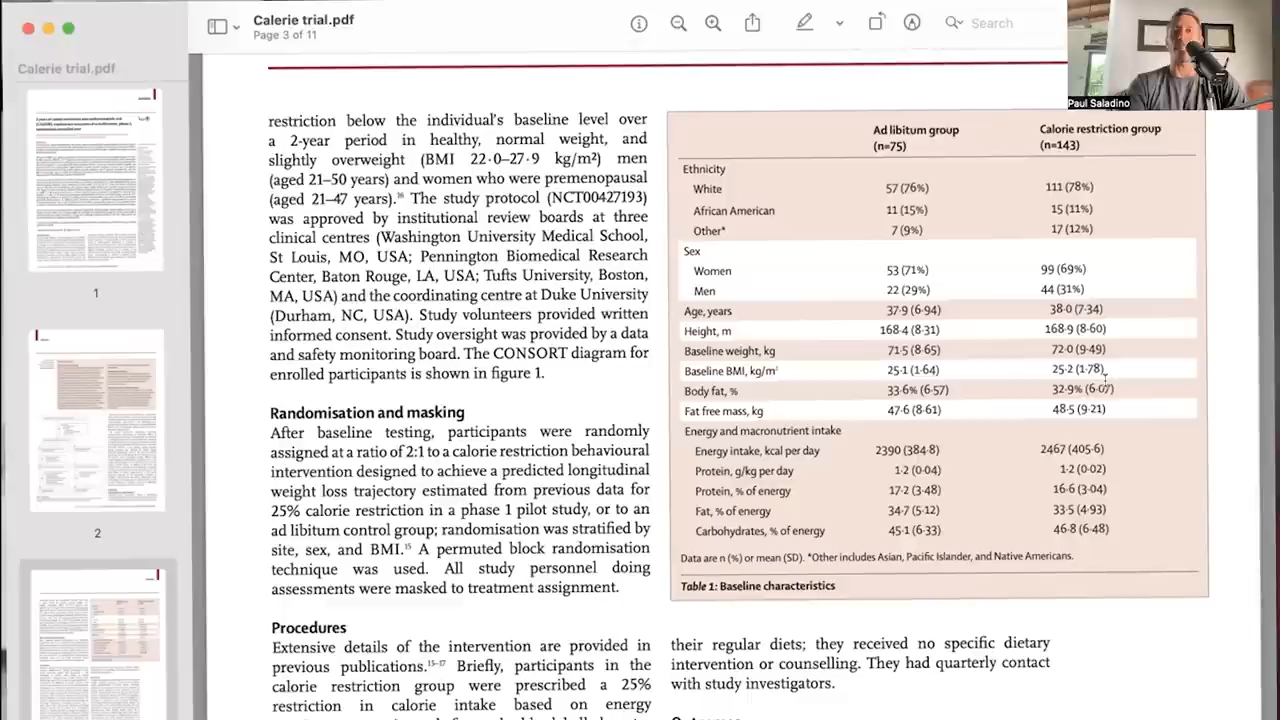 Calerie trial.pdf
Page 3 of 11
Search
Calerie trial.pdf
1
2
Paul Saladino
restriction below the individual's baseline level over
a 2-year period in healthy, normal weight, and
slightly overweight (BMI 22·0–27·9 kg/m²) men
(aged 21–50 years) and women who were premenopausal
(aged 21–47 years).¹⁶ The study protocol (NCT00427193)
was approved by institutional review boards at three
clinical centres (Washington University Medical School,
St Louis, MO, USA; Pennington Biomedical Research
Center, Baton Rouge, LA, USA; Tufts University, Boston,
MA, USA) and the coordinating centre at Duke University
(Durham, NC, USA). Study volunteers provided written
informed consent. Study oversight was provided by a data
and safety monitoring board. The CONSORT diagram for
enrolled participants is shown in figure 1.
Randomisation and masking
After baseline testing, participants were randomly
assigned at a ratio of 2:1 to a calorie restriction behavioural
intervention designed to achieve a predicted longitudinal
weight loss trajectory estimated from previous data for
25% calorie restriction in a phase 1 pilot study, or to an
ad libitum control group; randomisation was stratified by
site, sex, and BMI.¹⁵ A permuted block randomisation
technique was used. All study personnel doing
assessments were masked to treatment assignment.
Procedures
Extensive details of the intervention are provided in
previous publications.¹⁵⁻¹⁷ Briefly, participants in the
calorie restriction group were prescribed a 25%
restriction in calorie intake based on energy
Ad libitum group (n=75) Calorie restriction group (n=143)
Ethnicity
White 57 (76%) 111 (78%)
African American 11 (15%) 15 (11%)
Other* 7 (9%) 17 (12%)
Sex
Women 53 (71%) 99 (69%)
Men 22 (29%) 44 (31%)
Age, years 37·9 (6·94) 38·0 (7·34)
Height, m 168·4 (8·31) 168·9 (8·60)
Baseline weight, kg 71·5 (8·65) 72·0 (9·49)
Baseline BMI, kg/m² 25·1 (1·64) 25·2 (1·78)
Body fat, % 33·6% (6·57) 32·9% (6·07)
Fat free mass, kg 47·6 (8·61) 48·5 (9·21)
Energy and macronutrient intake
Energy intake, kcal per day 2390 (384·8) 2467 (405·6)
Protein, g/kg per day 1·2 (0·04) 1·2 (0·02)
Protein, % of energy 17·2 (3·48) 16·6 (3·04)
Fat, % of energy 34·7 (5·12) 33·5 (4·93)
Carbohydrates, % of energy 45·1 (6·33) 46·8 (6·48)
Data are n (%) or mean (SD). *Other includes Asian, Pacific Islander, and Native Americans.
Table 1: Baseline characteristics
their regular diets, they received no specific dietary
intervention or counselling. They had quarterly contact
with study investigators.